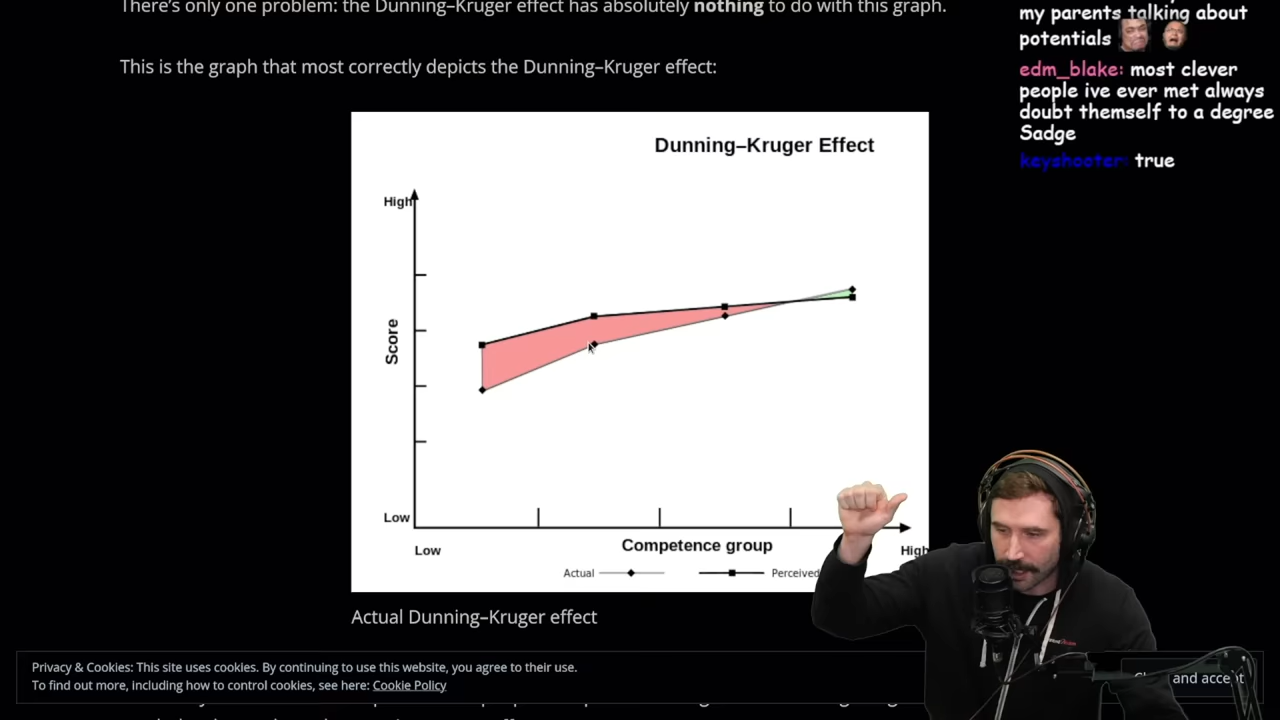 There's only one problem: the Dunning–Kruger effect has absolutely nothing to do with this graph.
This is the graph that most correctly depicts the Dunning–Kruger effect:
Dunning–Kruger Effect
High
Score
Low
Low
Competence group
High
Actual
Perceived
Actual Dunning–Kruger effect
Privacy & Cookies: This site uses cookies. By continuing to use this website, you agree to their use.
To find out more, including how to control cookies, see here: Cookie Policy
and accept
my parents talking about
potentials
edm_blake: most clever
people ive ever met always
doubt themself to a degree
Sadge
keyshooter: true